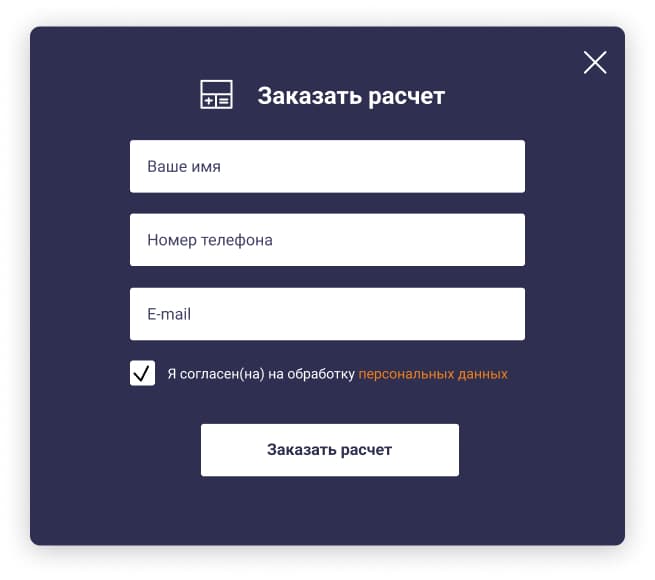 Заказать расчет
Ваше имя
Номер телефона
E-mail
Я согласен(на) на обработку персональных данных
Заказать расчет